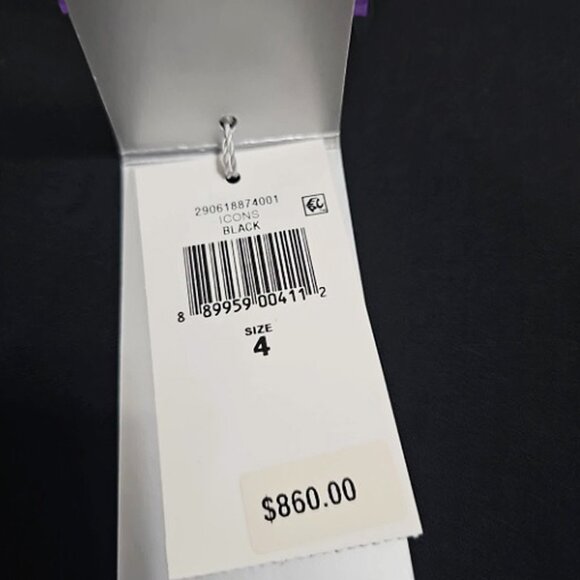 290618874001
ICONS
BLACK
8 89959 00411 2
SIZE
4
$860.00